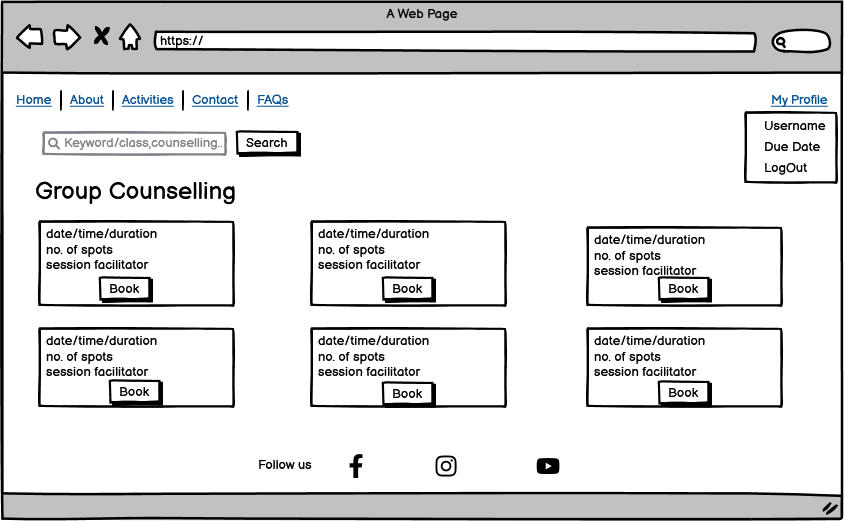 A Web Page
https://
Home About Activities Contact FAQs My Profile
Username
Due Date
LogOut
Keyword/class,counselling.. Search
Group Counselling
date/time/duration
no. of spots
session facilitator
Book
date/time/duration
no. of spots
session facilitator
Book
date/time/duration
no. of spots
session facilitator
Book
date/time/duration
no. of spots
session facilitator
Book
date/time/duration
no. of spots
session facilitator
Book
date/time/duration
no. of spots
session facilitator
Book
Follow us